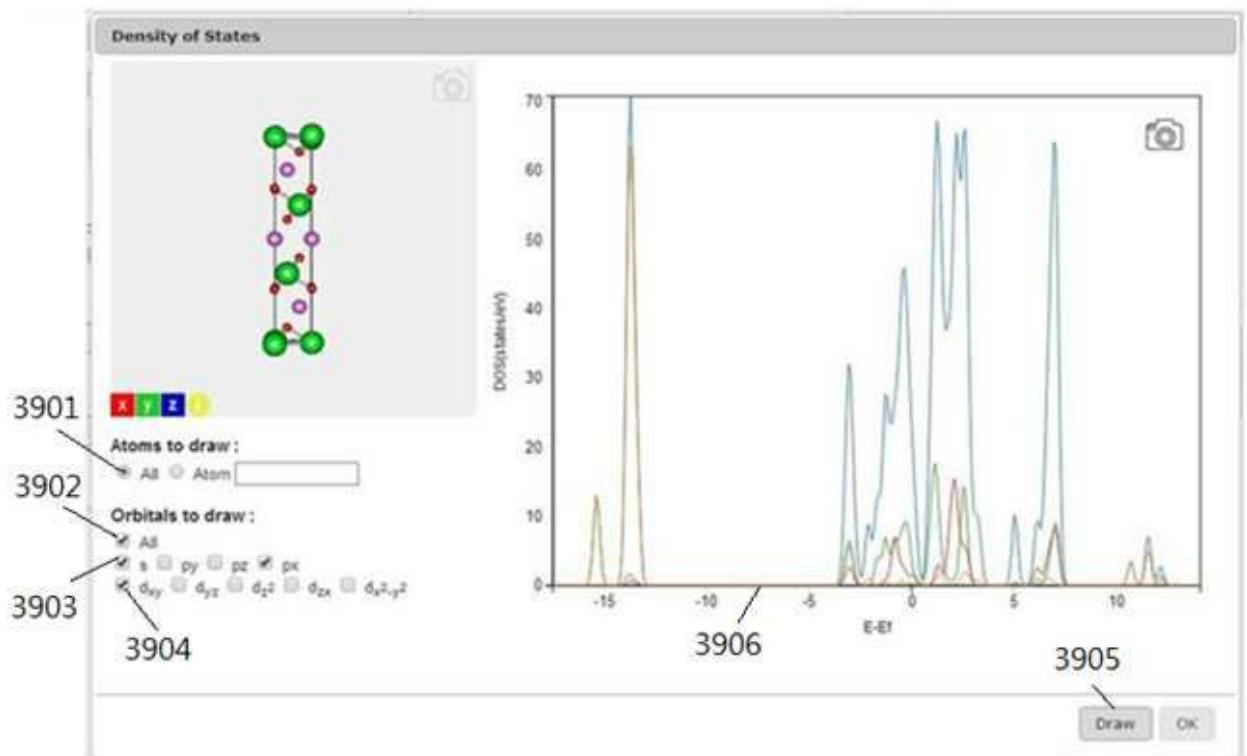 Density of States
70
60
50
40
30
20
10
0
DOS(states/eV)
-15 -10 -5 0 5 10
E-Ef
x y z
3901
Atoms to draw :
All Atom
3902
Orbitals to draw :
All
s py pz px
dxy dyz dz² dzx dx²-y²
3903
3904
3906
3905
Draw OK